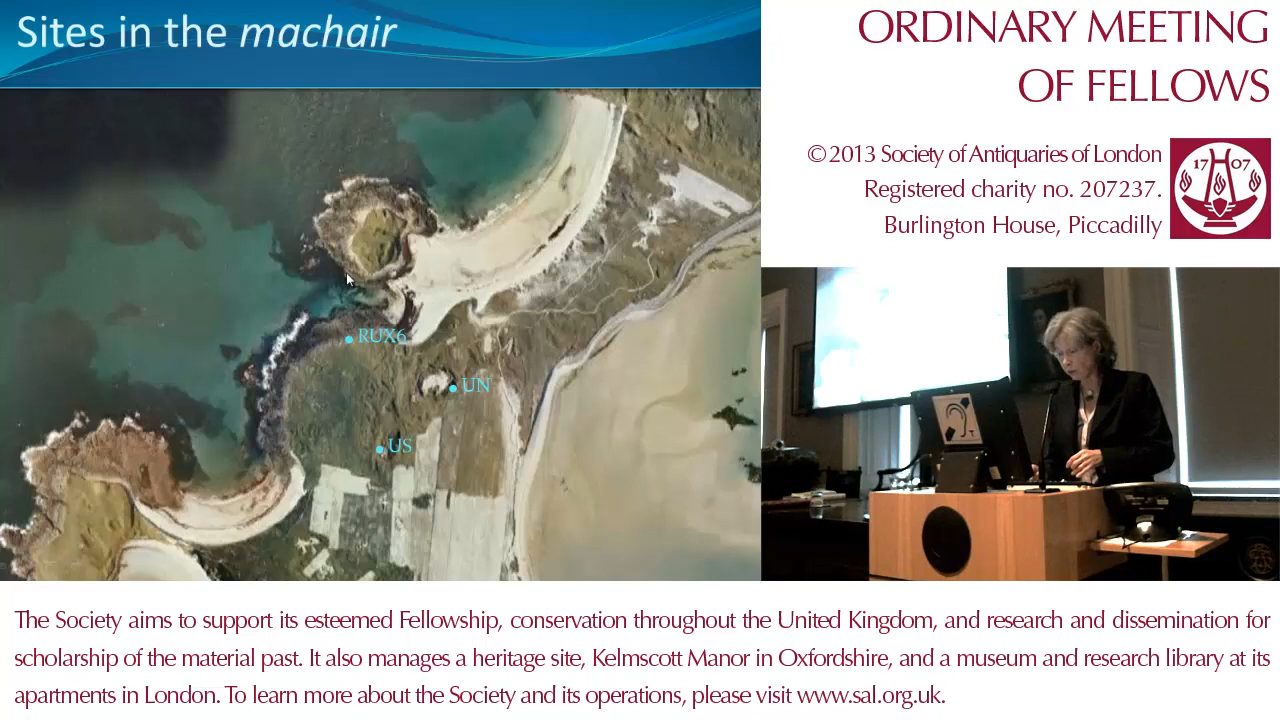 Sites in the machair
RUX6
UN
US
ORDINARY MEETING
OF FELLOWS
© 2013 Society of Antiquaries of London
Registered charity no. 207237.
Burlington House, Piccadilly
17 07
The Society aims to support its esteemed Fellowship, conservation throughout the United Kingdom, and research and dissemination for
scholarship of the material past. It also manages a heritage site, Kelmscott Manor in Oxfordshire, and a museum and research library at its
apartments in London. To learn more about the Society and its operations, please visit www.sal.org.uk.